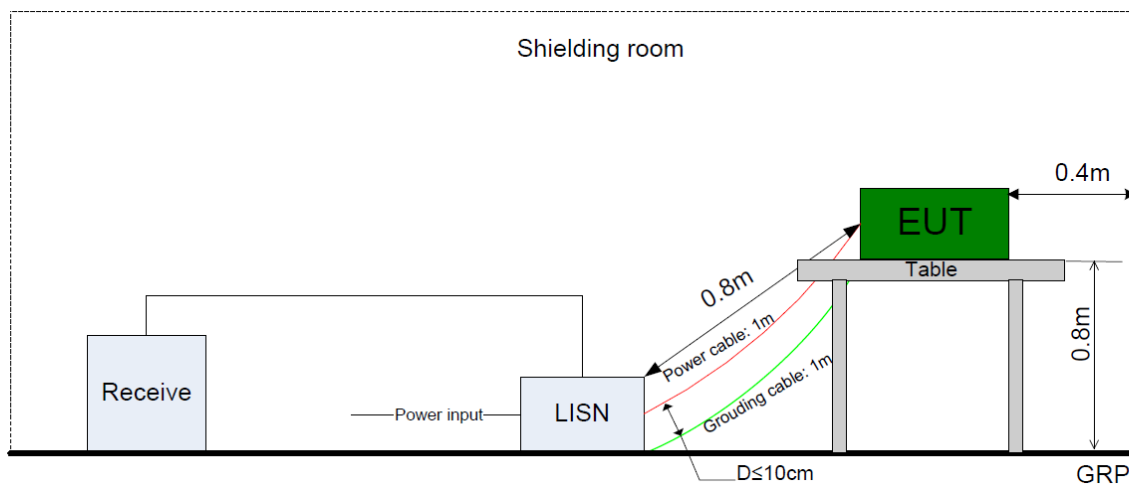 Shielding room
0.4m
EUT
Table
0.8m
Power cable: 1m
0.8m
Receive
Grouding cable: 1m
Power input
LISN
D≤10cm
GRP